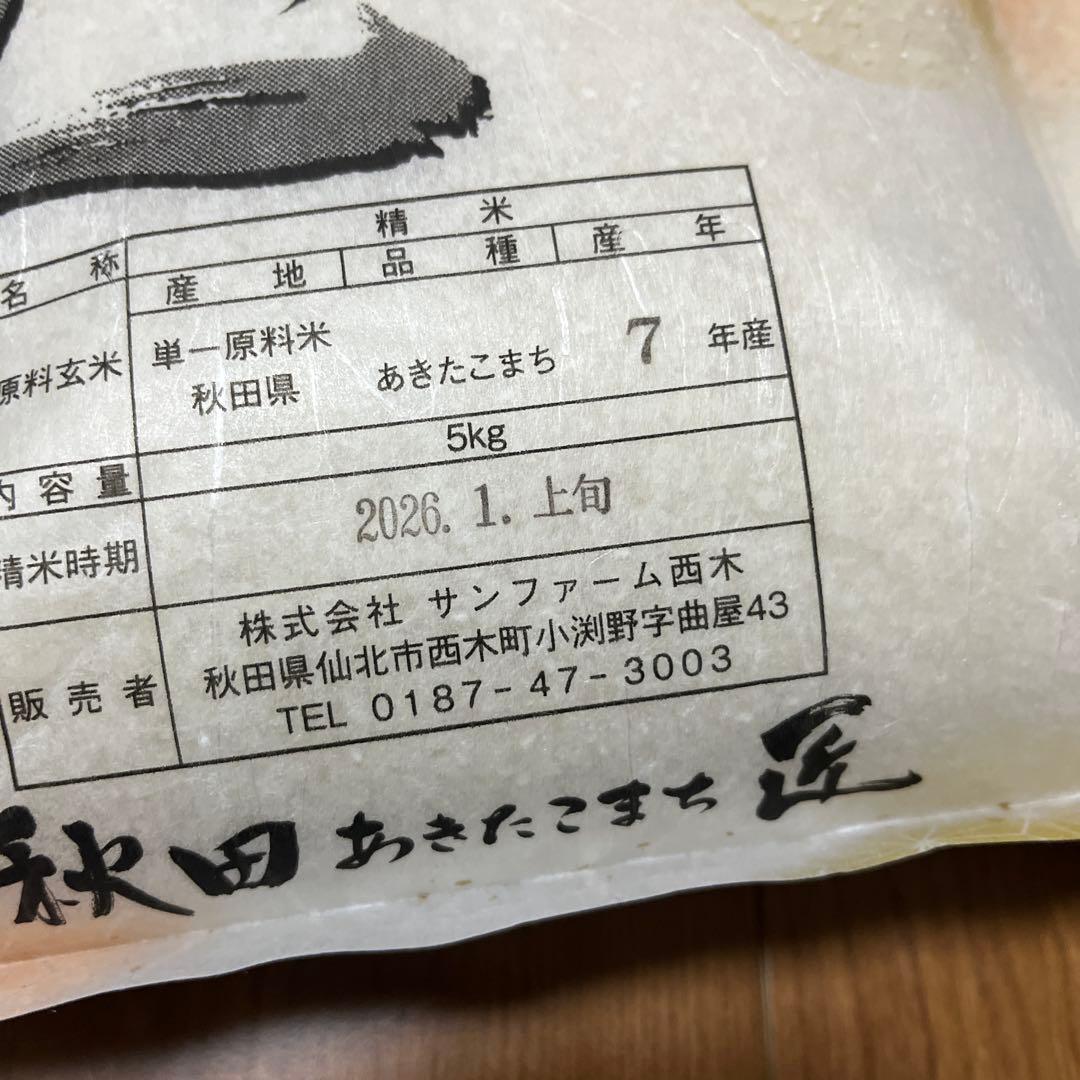 名称 精米
原料玄米 産地 品種 産年
単一原料米
秋田県 あきたこまち 7年産
内容量 5kg
精米時期 2026.1.上旬
販売者 株式会社 サンファーム西木
秋田県仙北市西木町小渕野字曲屋43
TEL 0187-47-3003
秋田 あきたこまち 匠